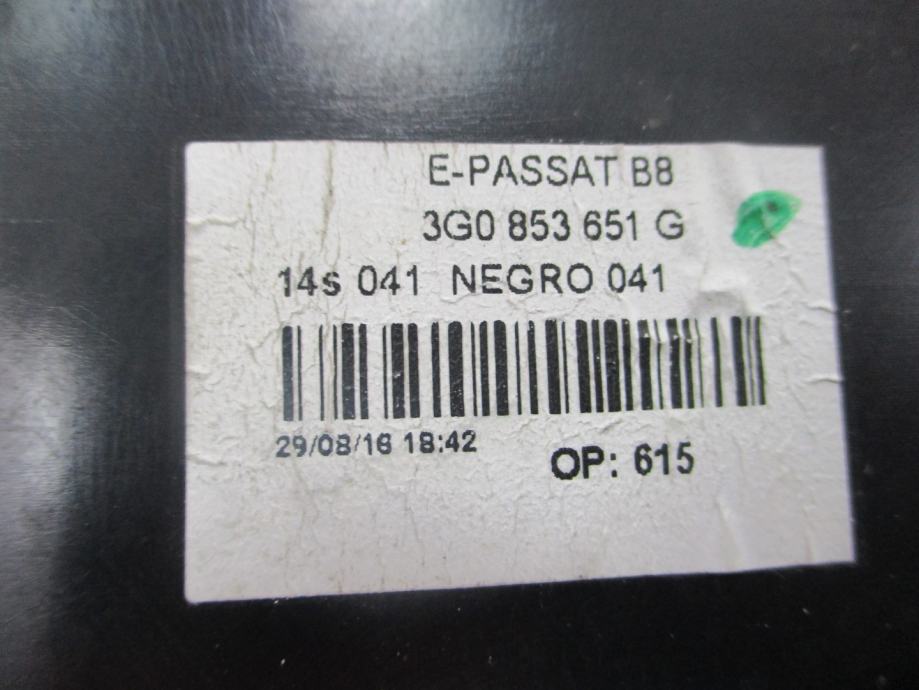 E-PASSAT B8
3G0 853 651 G
14s 041 NEGRO 041
29/08/16 18:42
OP: 615